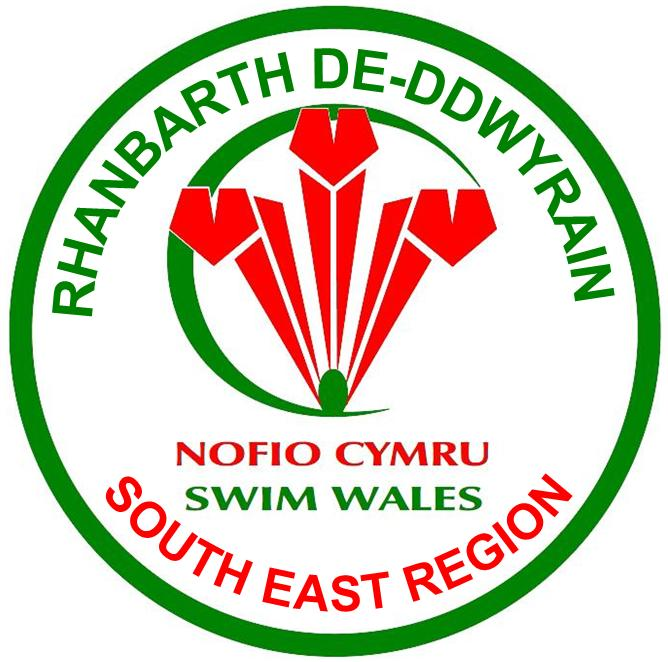 RHANBARTH DE-DDWYRAIN
NOFIO CYMRU
SWIM WALES
SOUTH EAST REGION